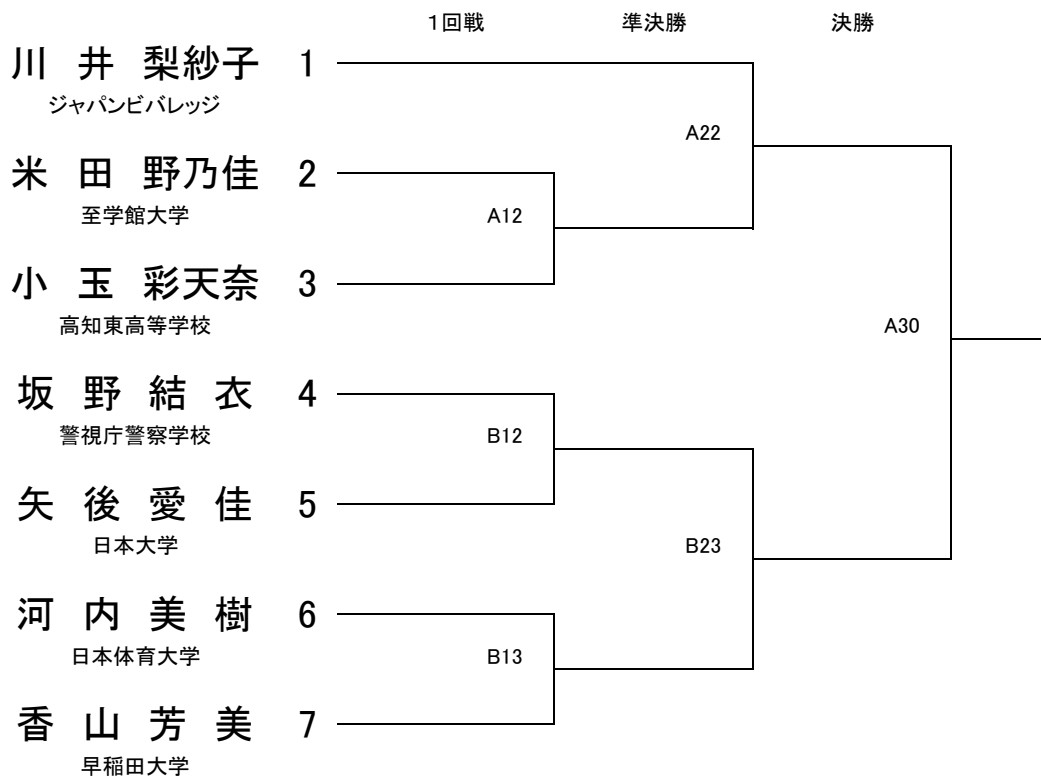 1回戦 準決勝 決勝
川 井 梨紗子 1
ジャパンビバレッジ
A22
米 田 野乃佳 2
至学館大学
A12
小 玉 彩天奈 3
高知東高等学校
A30
坂 野 結 衣 4
警視庁警察学校
B12
矢 後 愛 佳 5
日本大学
B23
河 内 美 樹 6
日本体育大学
B13
香 山 芳 美 7
早稲田大学